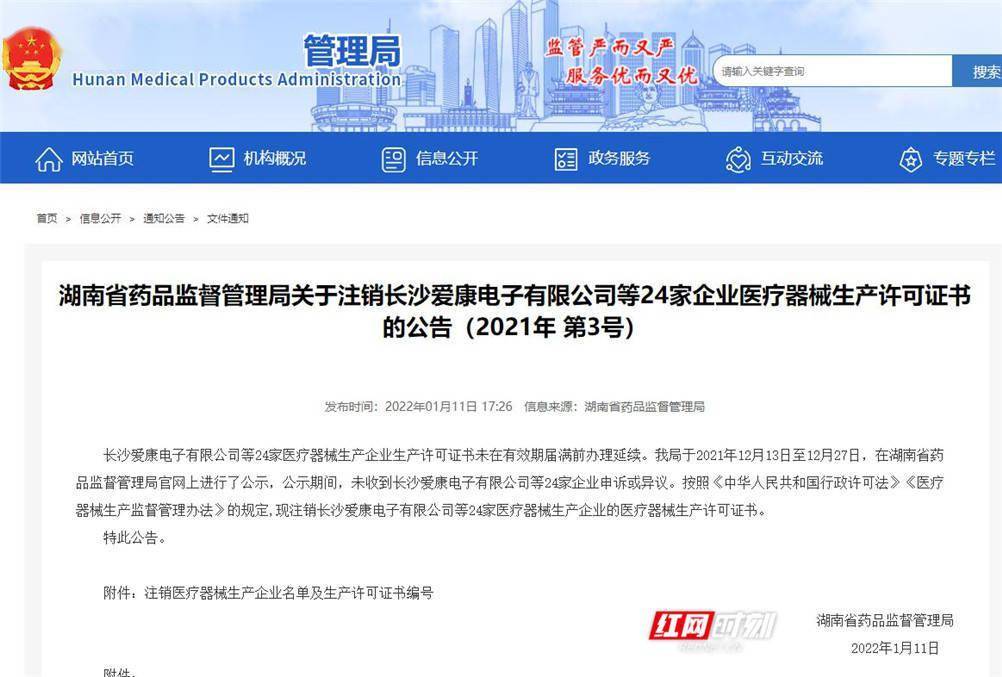 管理局
Hunan Medical Products Administration
监管严而又严
服务优而又优
请输入关键字查询
搜索
网站首页 机构概况 信息公开 政务服务 互动交流 专题专栏
首页 > 信息公开 > 通知公告 > 文件通知
湖南省药品监督管理局关于注销长沙爱康电子有限公司等24家企业医疗器械生产许可证书
的公告（2021年 第3号）
发布时间：2022年01月11日 17:26 信息来源：湖南省药品监督管理局
长沙爱康电子有限公司等24家医疗器械生产企业生产许可证书未在有效期届满前办理延续。我局于2021年12月13日至12月27日，在湖南省药
品监督管理局官网上进行了公示，公示期间，未收到长沙爱康电子有限公司等24家企业申诉或异议。按照《中华人民共和国行政许可法》《医疗
器械生产监督管理办法》的规定,现注销长沙爱康电子有限公司等24家医疗器械生产企业的医疗器械生产许可证书。
特此公告。
附件：注销医疗器械生产企业名单及生产许可证书编号
红网时刻
湖南省药品监督管理局
2022年1月11日
附件